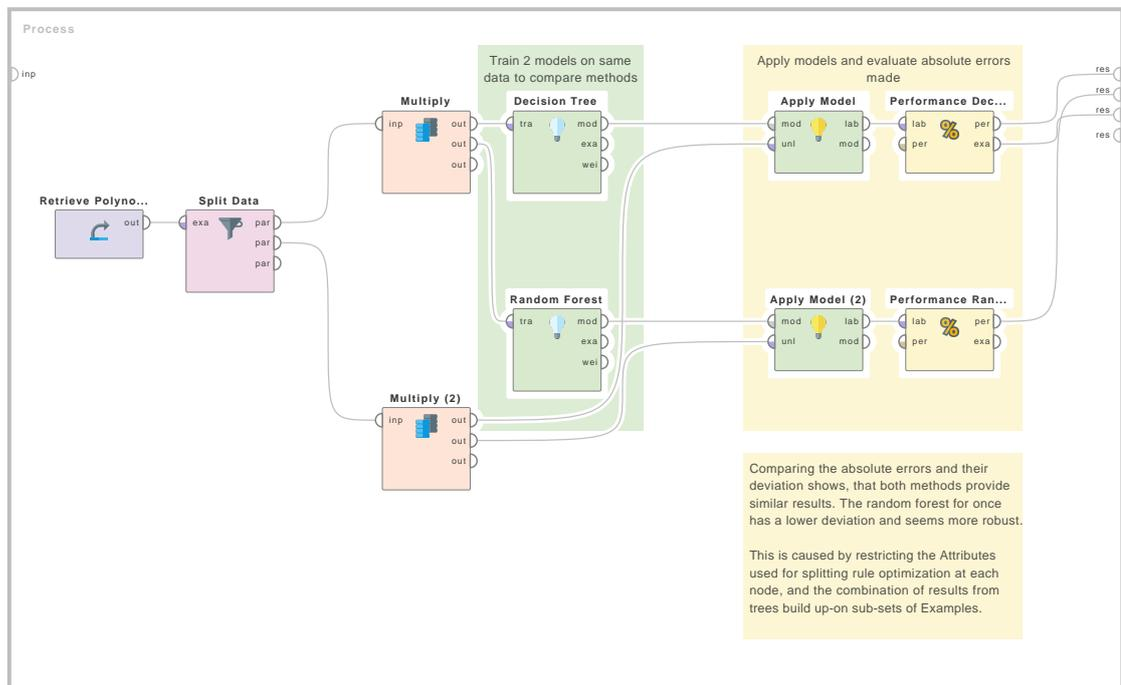 Process
inp
res
res
res
res
Train 2 models on same
data to compare methods
Apply models and evaluate absolute errors
made
Multiply
inp
out
out
out
Decision Tree
tra
mod
exa
wei
Apply Model
mod
unl
lab
mod
Performance Dec...
lab
per
per
exa
Retrieve Polyno...
out
Split Data
exa
par
par
par
Random Forest
tra
mod
exa
wei
Apply Model (2)
mod
unl
lab
mod
Performance Ran...
lab
per
per
exa
Multiply (2)
inp
out
out
out
Comparing the absolute errors and their
deviation shows, that both methods provide
similar results. The random forest for once
has a lower deviation and seems more robust.
This is caused by restricting the Attributes
used for splitting rule optimization at each
node, and the combination of results from
trees build up-on sub-sets of Examples.